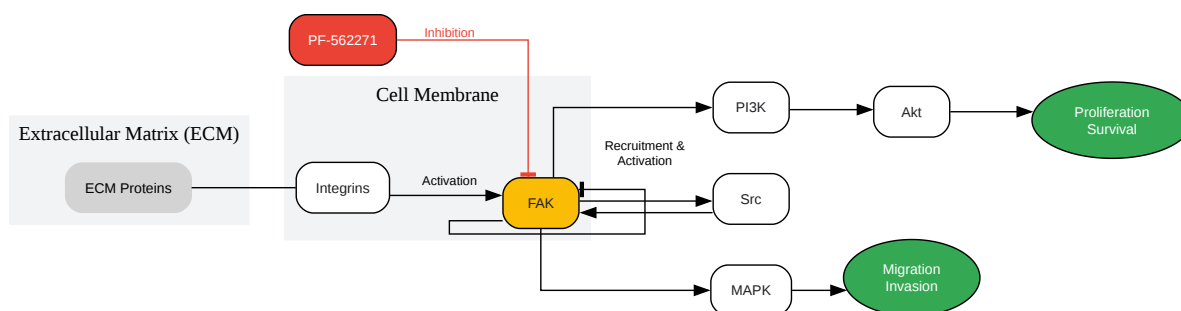 PF-562271
Inhibition
Cell Membrane
Extracellular Matrix (ECM)
ECM Proteins
Integrins
Activation
FAK
Recruitment &
Activation
PI3K
Akt
Proliferation
Survival
Src
MAPK
Migration
Invasion